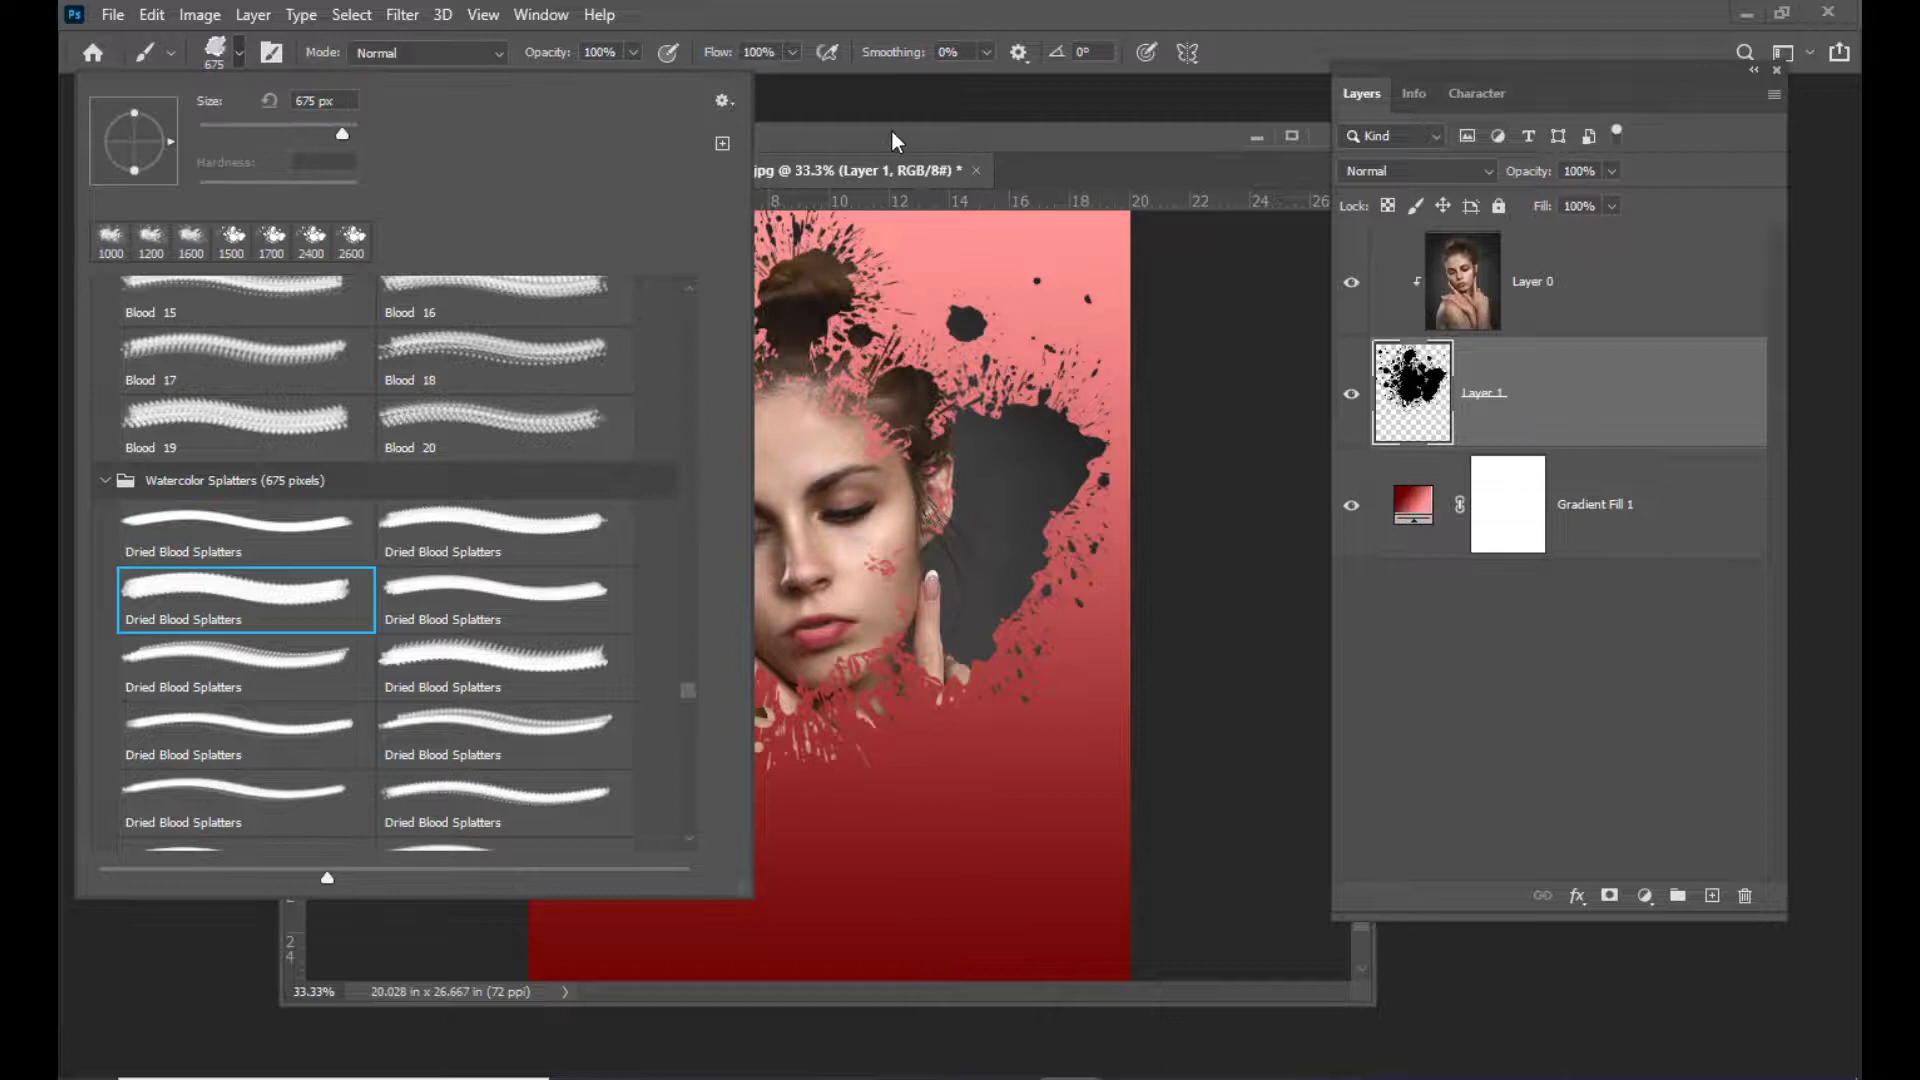 Ps File Edit Image Layer Type Select Filter 3D View Window Help
675 Mode: Normal Opacity: 100% Flow: 100% Smoothing: 0% 0°
Size: 675 px
Hardness:
1000 1200 1600 1500 1700 2400 2600
Blood 15 Blood 16
Blood 17 Blood 18
Blood 19 Blood 20
Watercolor Splatters (675 pixels)
Dried Blood Splatters Dried Blood Splatters
Dried Blood Splatters Dried Blood Splatters
Dried Blood Splatters Dried Blood Splatters
Dried Blood Splatters Dried Blood Splatters
Dried Blood Splatters Dried Blood Splatters
jpg @ 33.3% (Layer 1, RGB/8#) *
8 10 12 14 16 18 20 22 24 26
2
4
33.33% 20.028 in x 26.667 in (72 ppi)
Layers Info Character
Kind
Normal Opacity: 100%
Lock: Fill: 100%
Layer 0
Layer 1
Gradient Fill 1
fx